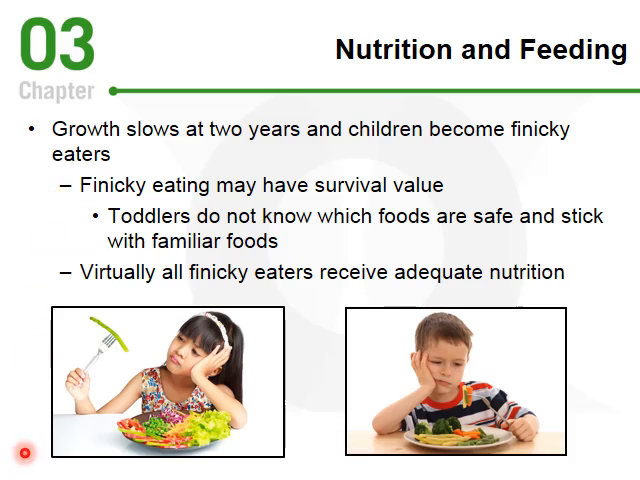 03
Chapter
Nutrition and Feeding
• Growth slows at two years and children become finicky
eaters
– Finicky eating may have survival value
• Toddlers do not know which foods are safe and stick
with familiar foods
– Virtually all finicky eaters receive adequate nutrition